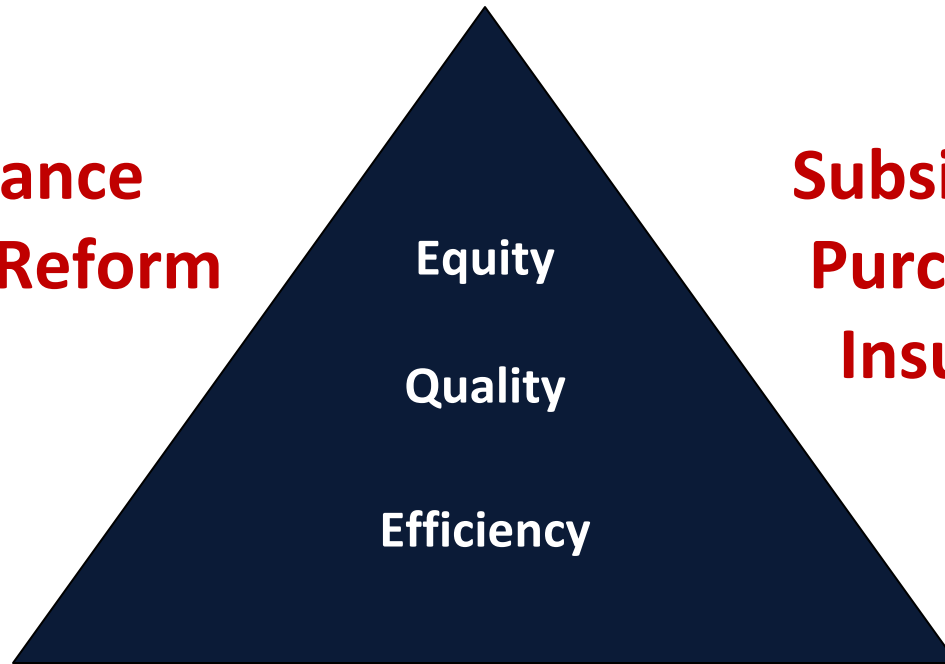 ance
Reform
Equity
Quality
Efficiency
Subsi
Purc
Insu